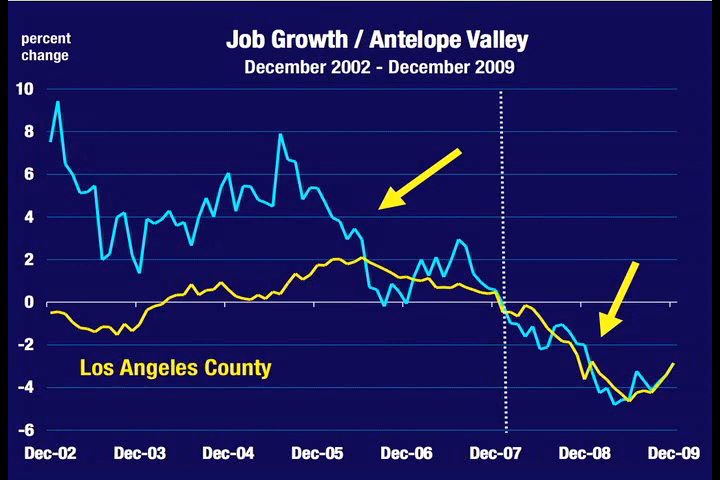 percent
change
Job Growth / Antelope Valley
December 2002 - December 2009
10
8
6
4
2
0
-2
Los Angeles County
-4
-6
Dec-02 Dec-03 Dec-04 Dec-05 Dec-06 Dec-07 Dec-08 Dec-09